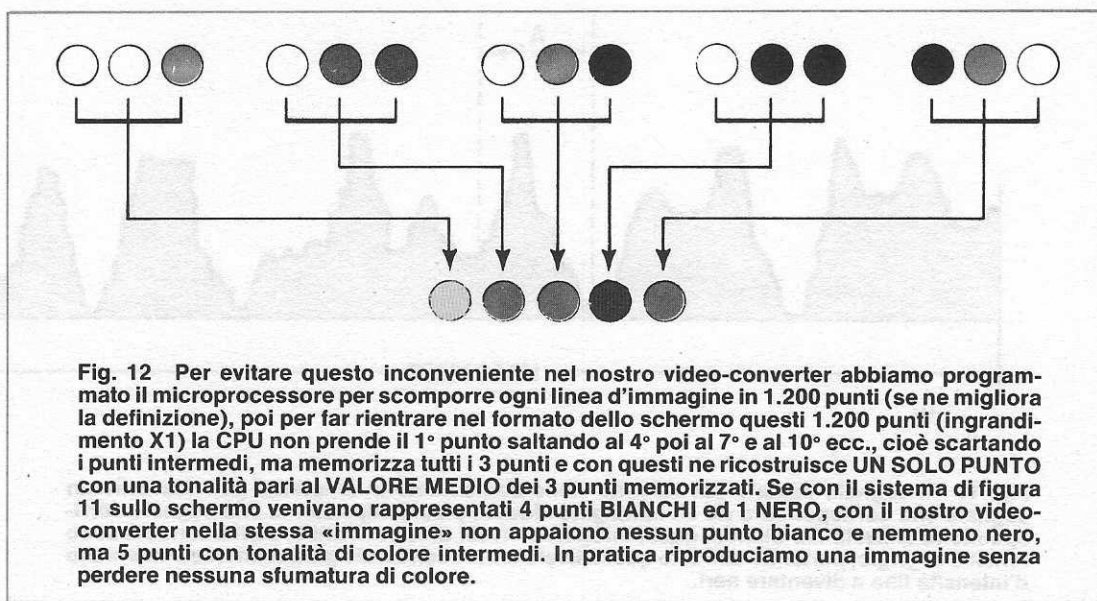 Fig. 12 Per evitare questo inconveniente nel nostro video-converter abbiamo program-
mato il microprocessore per scomporre ogni linea d'immagine in 1.200 punti (se ne migliora
la definizione), poi per far rientrare nel formato dello schermo questi 1.200 punti (ingrandi-
mento X1) la CPU non prende il 1° punto saltando al 4° poi al 7° e al 10° ecc., cioè scartando
i punti intermedi, ma memorizza tutti i 3 punti e con questi ne ricostruisce UN SOLO PUNTO
con una tonalità pari al VALORE MEDIO dei 3 punti memorizzati. Se con il sistema di figura
11 sullo schermo venivano rappresentati 4 punti BIANCHI ed 1 NERO, con il nostro video-
converter nella stessa «immagine» non appaiono nessun punto bianco e nemmeno nero,
ma 5 punti con tonalità di colore intermedi. In pratica riproduciamo una immagine senza
perdere nessuna sfumatura di colore.